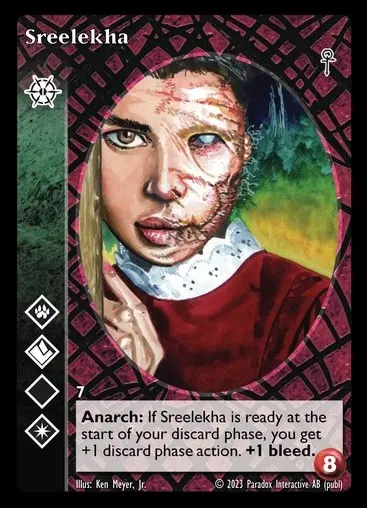 Sreelekha
7
Anarch: If Sreelekha is ready at the
start of your discard phase, you get
+1 discard phase action. +1 bleed.
8
Illus: Ken Meyer, Jr. © 2023 Paradox Interactive AB (publ)